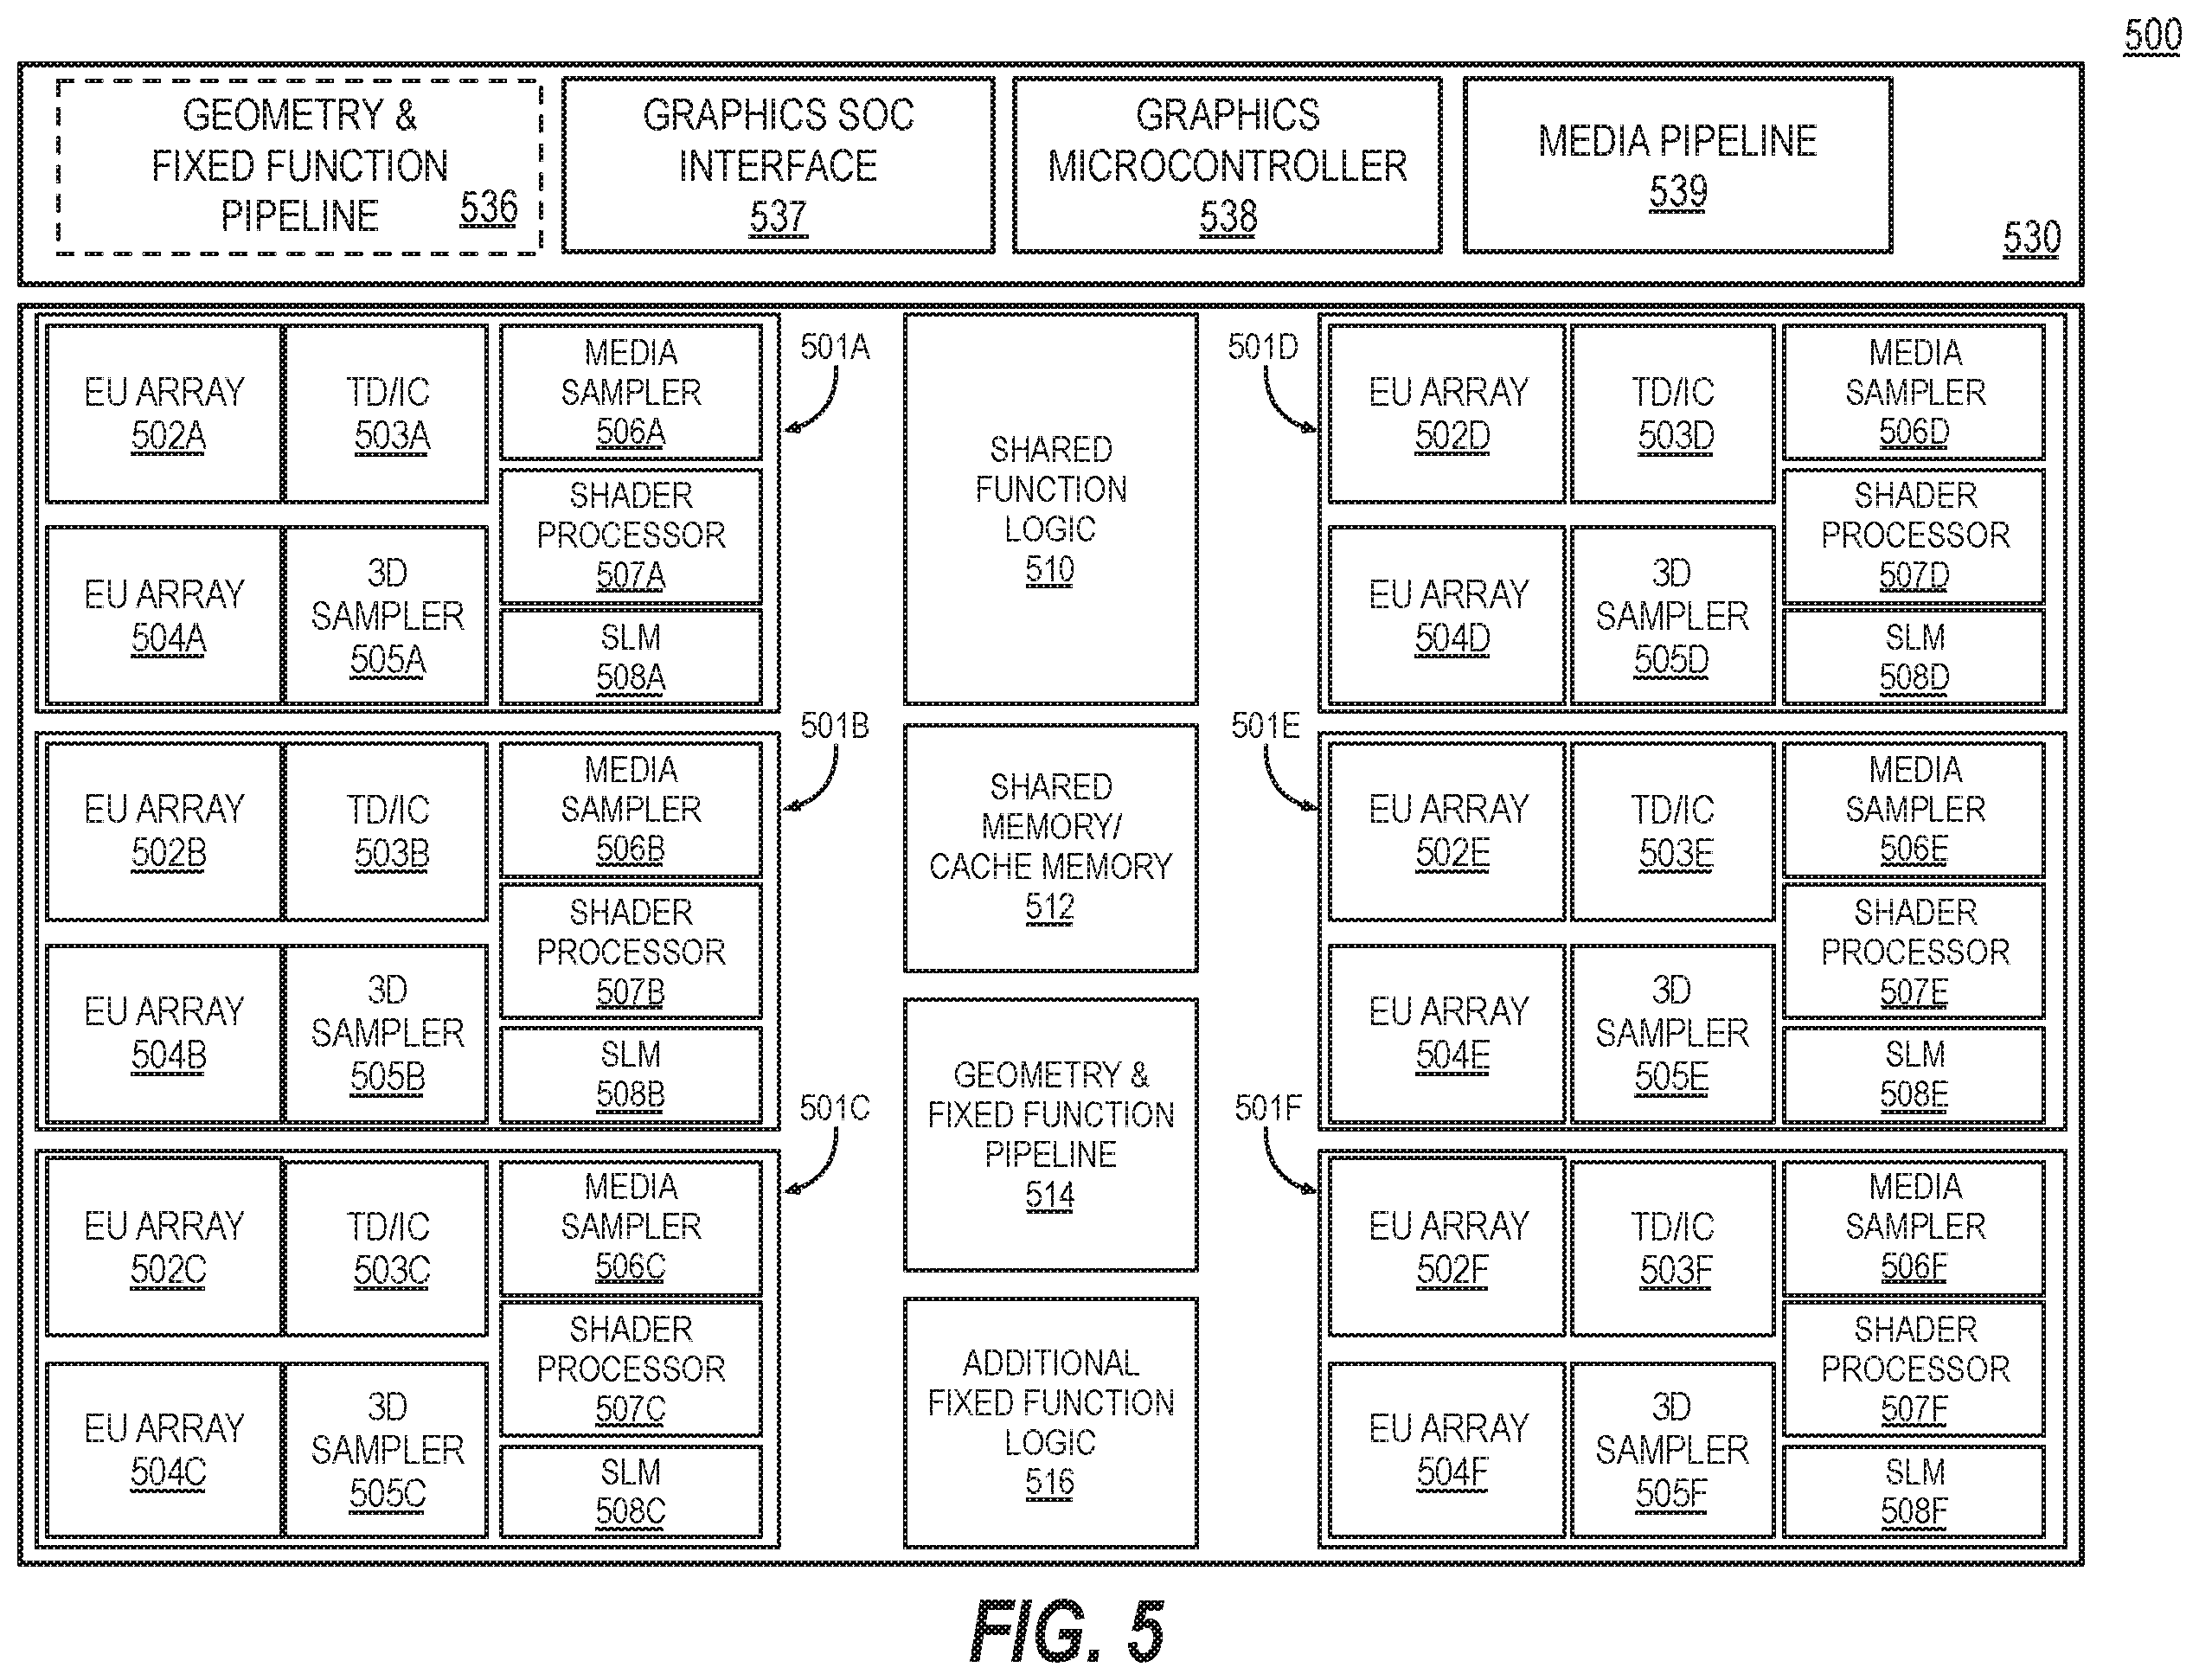 500
GEOMETRY &
FIXED FUNCTION
PIPELINE
536
GRAPHICS SOC
INTERFACE
537
GRAPHICS
MICROCONTROLLER
538
MEDIA PIPELINE
539
530
501A
EU ARRAY
502A
TD/IC
503A
MEDIA
SAMPLER
506A
SHADER
PROCESSOR
507A
EU ARRAY
504A
3D
SAMPLER
505A
SLM
508A
501B
EU ARRAY
502B
TD/IC
503B
MEDIA
SAMPLER
506B
SHADER
PROCESSOR
507B
EU ARRAY
504B
3D
SAMPLER
505B
SLM
508B
501C
EU ARRAY
502C
TD/IC
503C
MEDIA
SAMPLER
506C
SHADER
PROCESSOR
507C
EU ARRAY
504C
3D
SAMPLER
505C
SLM
508C
SHARED
FUNCTION
LOGIC
510
SHARED
MEMORY/
CACHE MEMORY
512
GEOMETRY &
FIXED FUNCTION
PIPELINE
514
ADDITIONAL
FIXED FUNCTION
LOGIC
516
501D
EU ARRAY
502D
TD/IC
503D
MEDIA
SAMPLER
506D
SHADER
PROCESSOR
507D
EU ARRAY
504D
3D
SAMPLER
505D
SLM
508D
501E
EU ARRAY
502E
TD/IC
503E
MEDIA
SAMPLER
506E
SHADER
PROCESSOR
507E
EU ARRAY
504E
3D
SAMPLER
505E
SLM
508E
501F
EU ARRAY
502F
TD/IC
503F
MEDIA
SAMPLER
506F
SHADER
PROCESSOR
507F
EU ARRAY
504F
3D
SAMPLER
505F
SLM
508F
FIG. 5